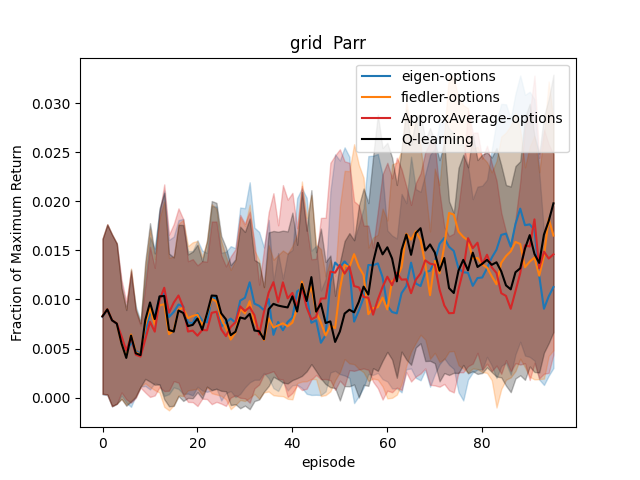 grid Parr
eigen-options
fiedler-options
ApproxAverage-options
Q-learning
Fraction of Maximum Return
0.030
0.025
0.020
0.015
0.010
0.005
0.000
0 20 40 60 80
episode